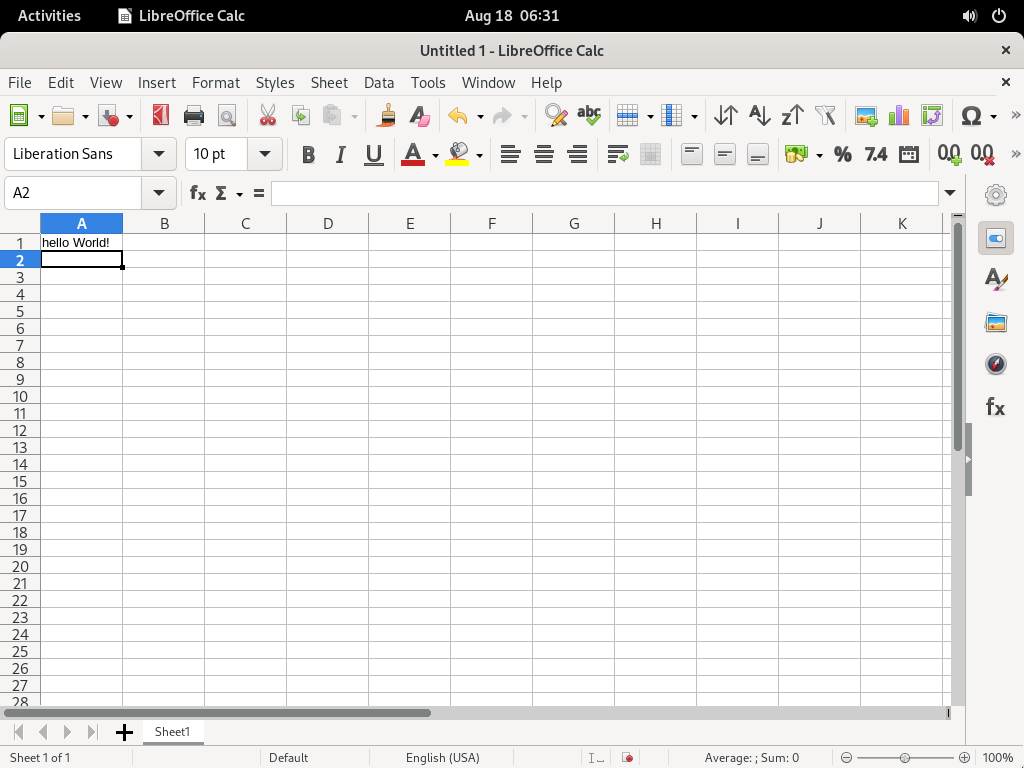 Activities LibreOffice Calc Aug 18 06:31
Untitled 1 - LibreOffice Calc
File Edit View Insert Format Styles Sheet Data Tools Window Help
abc
Liberation Sans 10 pt B I U A % 7.4 0.0 0.0
A2 fx Σ =
A B C D E F G H I J K
1 hello World!
2
3
4
5
6
7
8
9
10
11
12
13
14
15
16
17
18
19
20
21
22
23
24
25
26
27
28
fx
Sheet1
Sheet 1 of 1 Default English (USA) Average: ; Sum: 0 100%